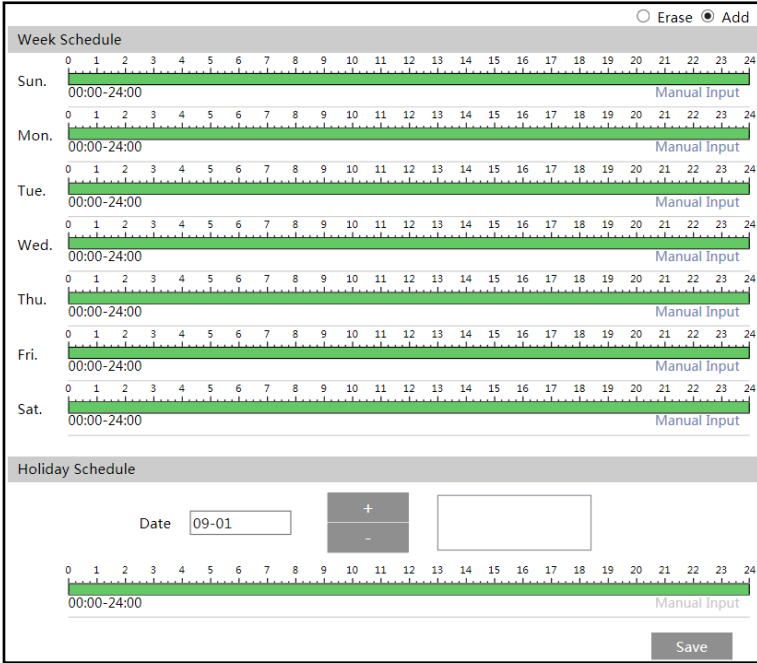 Erase Add
Week Schedule
0 1 2 3 4 5 6 7 8 9 10 11 12 13 14 15 16 17 18 19 20 21 22 23 24
Sun.
00:00-24:00 Manual Input
0 1 2 3 4 5 6 7 8 9 10 11 12 13 14 15 16 17 18 19 20 21 22 23 24
Mon.
00:00-24:00 Manual Input
0 1 2 3 4 5 6 7 8 9 10 11 12 13 14 15 16 17 18 19 20 21 22 23 24
Tue.
00:00-24:00 Manual Input
0 1 2 3 4 5 6 7 8 9 10 11 12 13 14 15 16 17 18 19 20 21 22 23 24
Wed.
00:00-24:00 Manual Input
0 1 2 3 4 5 6 7 8 9 10 11 12 13 14 15 16 17 18 19 20 21 22 23 24
Thu.
00:00-24:00 Manual Input
0 1 2 3 4 5 6 7 8 9 10 11 12 13 14 15 16 17 18 19 20 21 22 23 24
Fri.
00:00-24:00 Manual Input
0 1 2 3 4 5 6 7 8 9 10 11 12 13 14 15 16 17 18 19 20 21 22 23 24
Sat.
00:00-24:00 Manual Input
Holiday Schedule
+
Date 09-01
-
0 1 2 3 4 5 6 7 8 9 10 11 12 13 14 15 16 17 18 19 20 21 22 23 24
00:00-24:00 Manual Input
Save